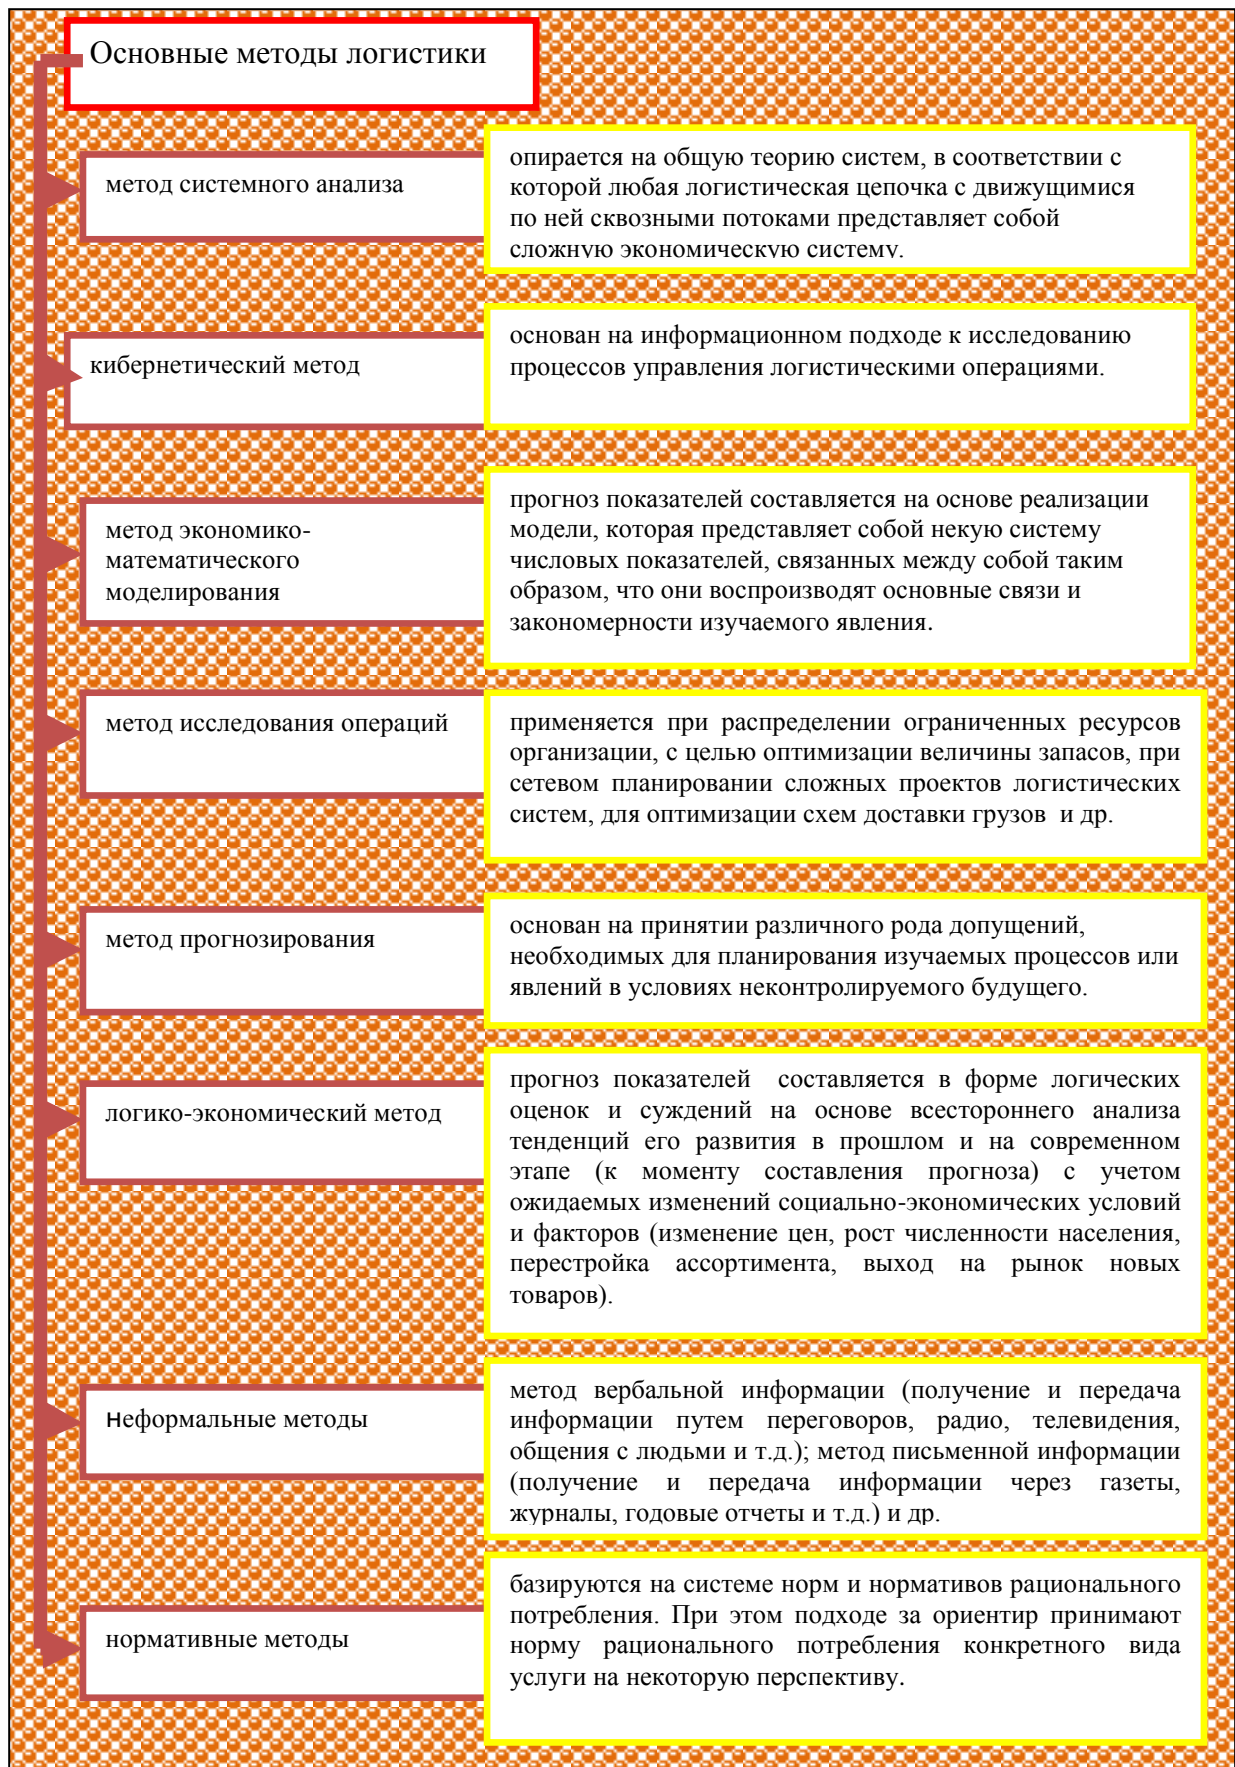 Основные методы логистики
метод системного анализа
опирается на общую теорию систем, в соответствии с
которой любая логистическая цепочка с движущимися
по ней сквозными потоками представляет собой
сложную экономическую систему.
кибернетический метод
основан на информационном подходе к исследованию
процессов управления логистическими операциями.
метод экономико-
математического
моделирования
прогноз показателей составляется на основе реализации
модели, которая представляет собой некую систему
числовых показателей, связанных между собой таким
образом, что они воспроизводят основные связи и
закономерности изучаемого явления.
метод исследования операций
применяется при распределении ограниченных ресурсов
организации, с целью оптимизации величины запасов, при
сетевом планировании сложных проектов логистических
систем, для оптимизации схем доставки грузов и др.
метод прогнозирования
основан на принятии различного рода допущений,
необходимых для планирования изучаемых процессов или
явлений в условиях неконтролируемого будущего.
логико-экономический метод
прогноз показателей составляется в форме логических
оценок и суждений на основе всестороннего анализа
тенденций его развития в прошлом и на современном
этапе (к моменту составления прогноза) с учетом
ожидаемых изменений социально-экономических условий
и факторов (изменение цен, рост численности населения,
перестройка ассортимента, выход на рынок новых
товаров).
неформальные методы
метод вербальной информации (получение и передача
информации путем переговоров, радио, телевидения,
общения с людьми и т.д.); метод письменной информации
(получение и передача информации через газеты,
журналы, годовые отчеты и т.д.) и др.
нормативные методы
базируются на системе норм и нормативов рационального
потребления. При этом подходе за ориентир принимают
норму рационального потребления конкретного вида
услуги на некоторую перспективу.